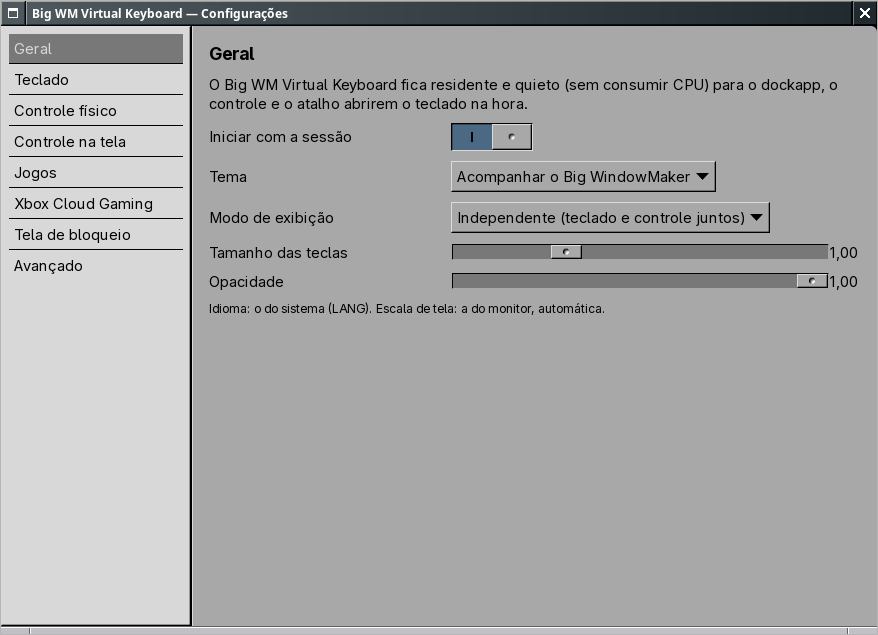 Big WM Virtual Keyboard — Configurações
Geral
Teclado
Controle físico
Controle na tela
Jogos
Xbox Cloud Gaming
Tela de bloqueio
Avançado
Geral
O Big WM Virtual Keyboard fica residente e quieto (sem consumir CPU) para o dockapp, o
controle e o atalho abrirem o teclado na hora.
Iniciar com a sessão
Tema
Acompanhar o Big WindowMaker
Modo de exibição
Independente (teclado e controle juntos)
Tamanho das teclas
1,00
Opacidade
1,00
Idioma: o do sistema (LANG). Escala de tela: a do monitor, automática.